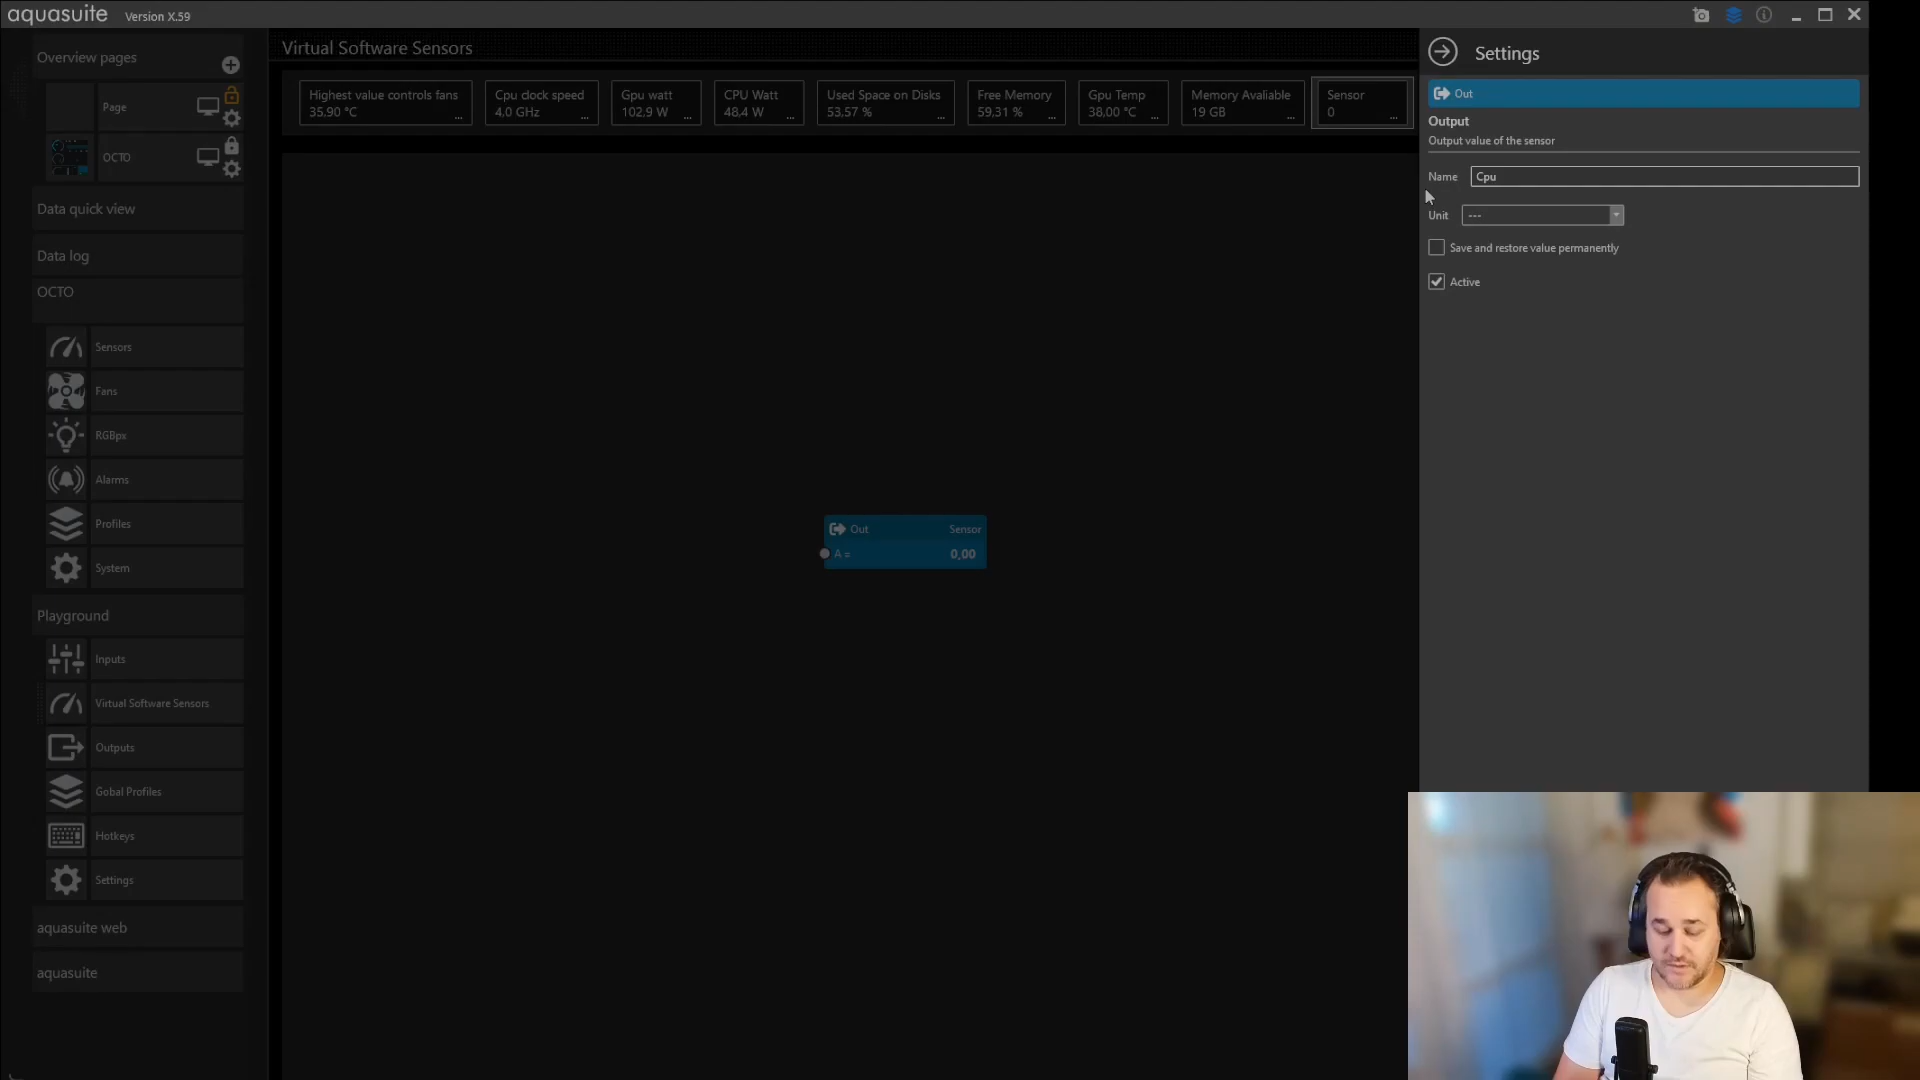 aquasuite Version X.59
Overview pages
Page
OCTO
Data quick view
Data log
OCTO
Sensors
Fans
RGBpx
Alarms
Profiles
System
Playground
Inputs
Virtual Software Sensors
Outputs
Gobal Profiles
Hotkeys
Settings
aquasuite web
aquasuite
Virtual Software Sensors
Highest value controls fans
35,90 °C
...
Cpu clock speed
4,0 GHz
...
Gpu watt
102,9 W
...
CPU Watt
48,4 W
...
Used Space on Disks
53,57 %
...
Free Memory
59,31 %
...
Gpu Temp
38,00 °C
...
Memory Avaliable
19 GB
...
Sensor
0
...
Out Sensor
A = 0,00
Settings
Out
Output
Output value of the sensor
Name Cpu
Unit ---
Save and restore value permanently
Active